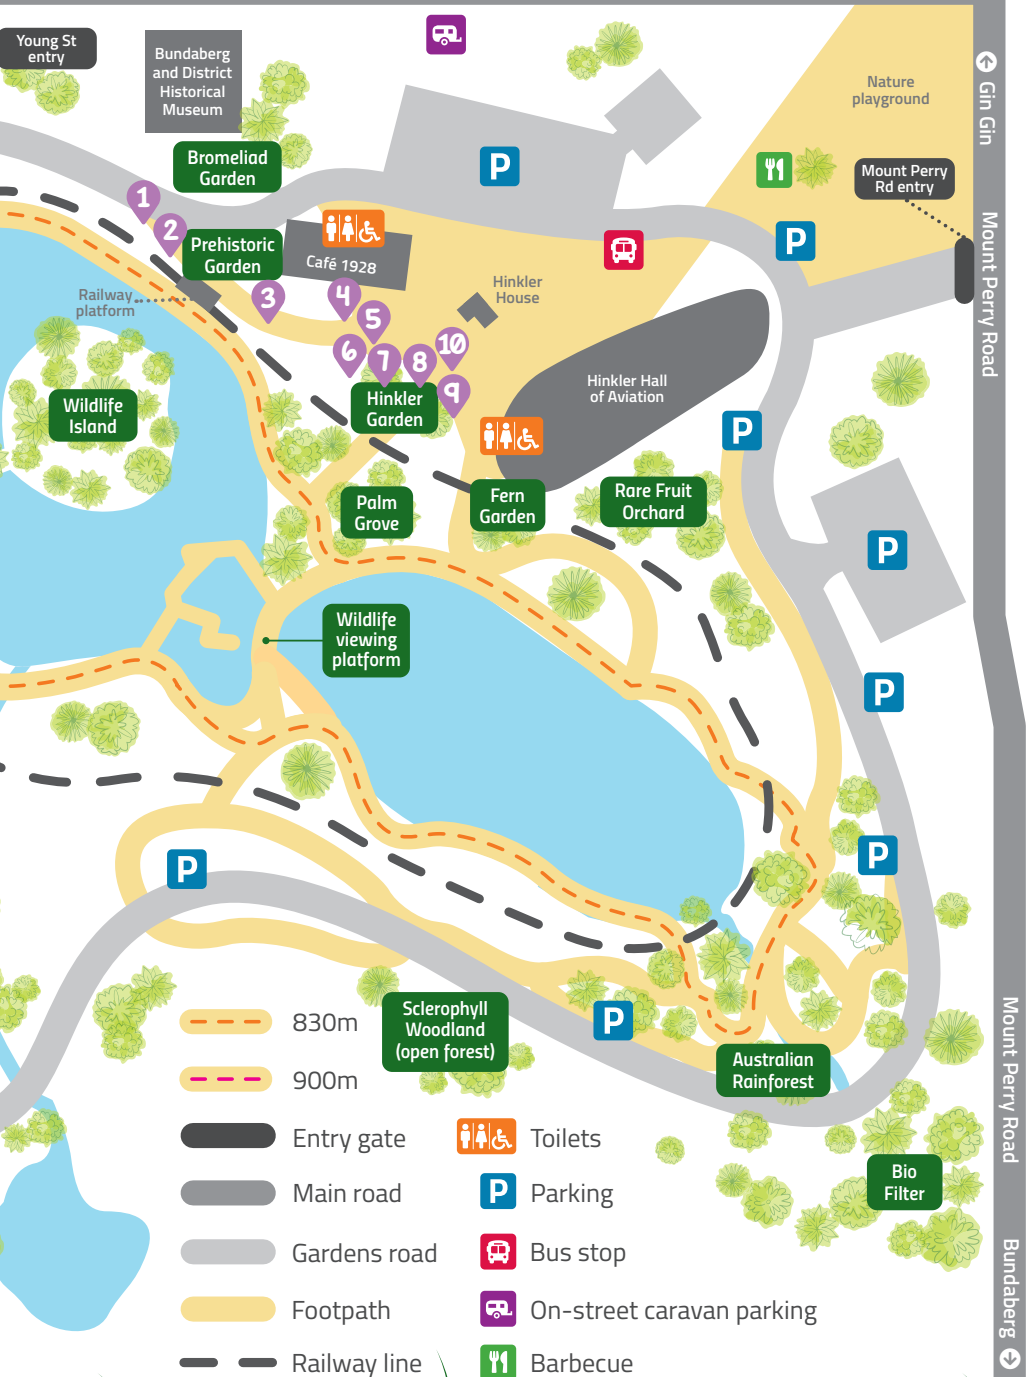 Young St
entry
Bundaberg
and District
Historical
Museum
P
Nature
playground
Gin Gin
Bromeliad
Garden
Mount Perry
Rd entry
1
2
Prehistoric
Garden
Café 1928
P
Mount Perry Road
Railway
platform
3
4
5
6
7
8
9
10
Hinkler
House
Hinkler Hall
of Aviation
Wildlife
Island
Hinkler
Garden
P
Palm
Grove
Fern
Garden
Rare Fruit
Orchard
P
Wildlife
viewing
platform
P
P
P
Sclerophyll
Woodland
(open forest)
P
Australian
Rainforest
Mount Perry Road
Bio
Filter
Bundaberg
830m
900m
Entry gate
Main road
Gardens road
Footpath
Railway line
Toilets
P Parking
Bus stop
On-street caravan parking
Barbecue